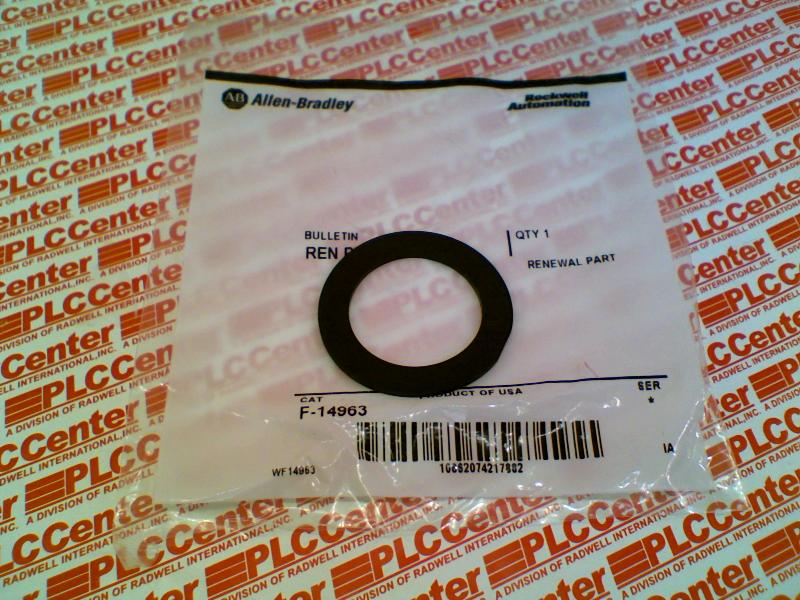 PLCCenter
A DIVISION OF RADWELL INTERNATIONAL, INC.
AB Allen-Bradley
Rockwell
Automation
BULLETIN
REN
QTY 1
RENEWAL PART
CAT
F-14963
PRODUCT OF USA
SER
*
WF14963
IA